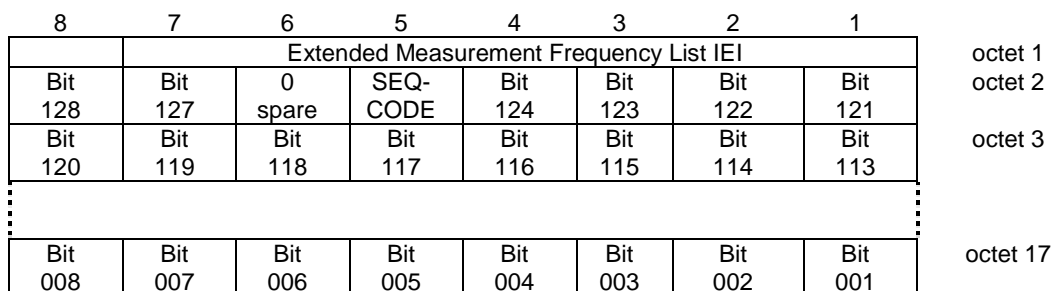 8 7 6 5 4 3 2 1
Extended Measurement Frequency List IEI octet 1
Bit Bit 0 SEQ- Bit Bit Bit Bit octet 2
128 127 spare CODE 124 123 122 121
Bit Bit Bit Bit Bit Bit Bit Bit octet 3
120 119 118 117 116 115 114 113
Bit Bit Bit Bit Bit Bit Bit Bit octet 17
008 007 006 005 004 003 002 001